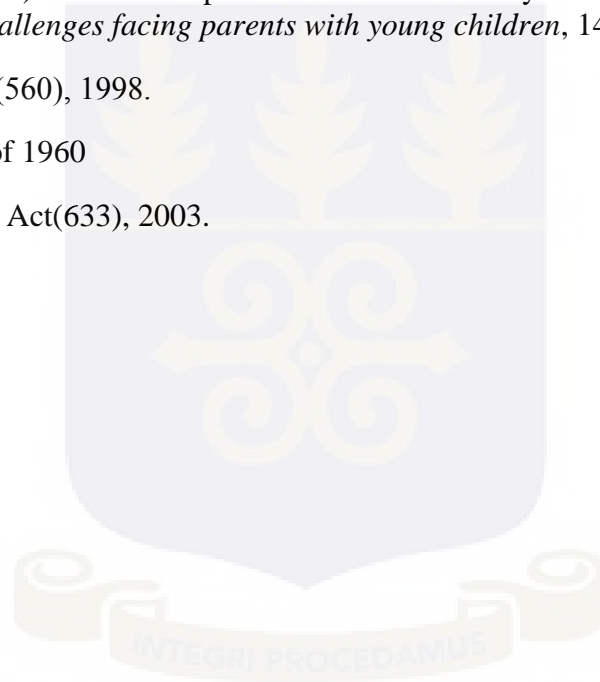 allenges facing parents with young children, 14
(560), 1998.
of 1960
Act(633), 2003.
INTEGRI PROCEDAMUS